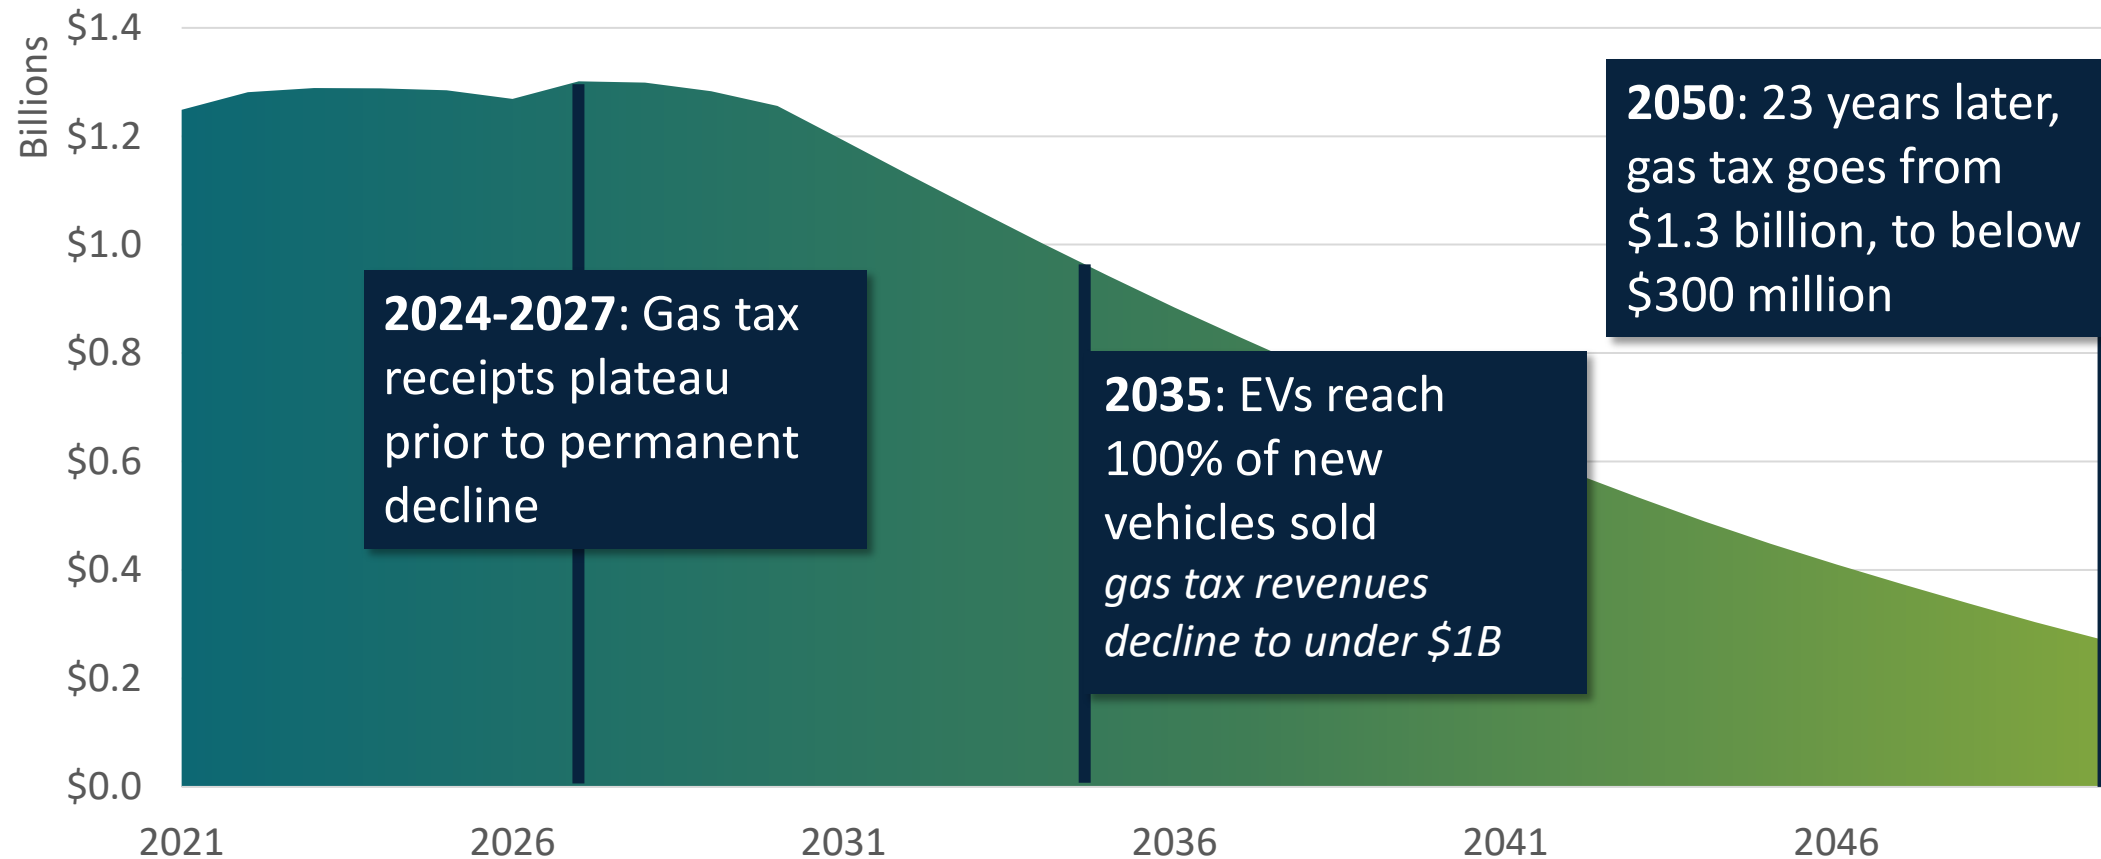 Billions
$1.4
$1.2
$1.0
$0.8
$0.6
$0.4
$0.2
$0.0
2024-2027: Gas tax
receipts plateau
prior to permanent
decline
2035: EVs reach
100% of new
vehicles sold
gas tax revenues
decline to under $1B
2050: 23 years later,
gas tax goes from
$1.3 billion, to below
$300 million
2021
2026
2031
2036
2041
2046